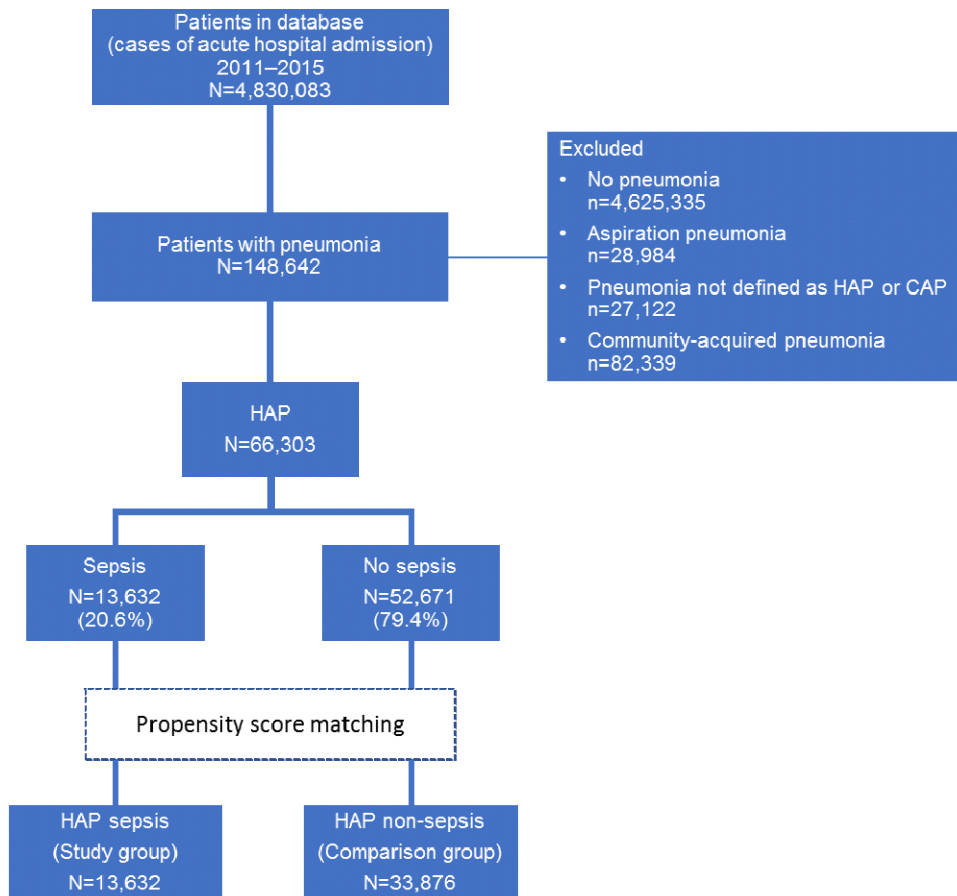 Patients in database
(cases of acute hospital admission)
2011–2015
N=4,830,083
Excluded
• No pneumonia
n=4,625,335
• Aspiration pneumonia
n=28,984
• Pneumonia not defined as HAP or CAP
n=27,122
• Community-acquired pneumonia
n=82,339
Patients with pneumonia
N=148,642
HAP
N=66,303
Sepsis
N=13,632
(20.6%)
No sepsis
N=52,671
(79.4%)
Propensity score matching
HAP sepsis
(Study group)
N=13,632
HAP non-sepsis
(Comparison group)
N=33,876